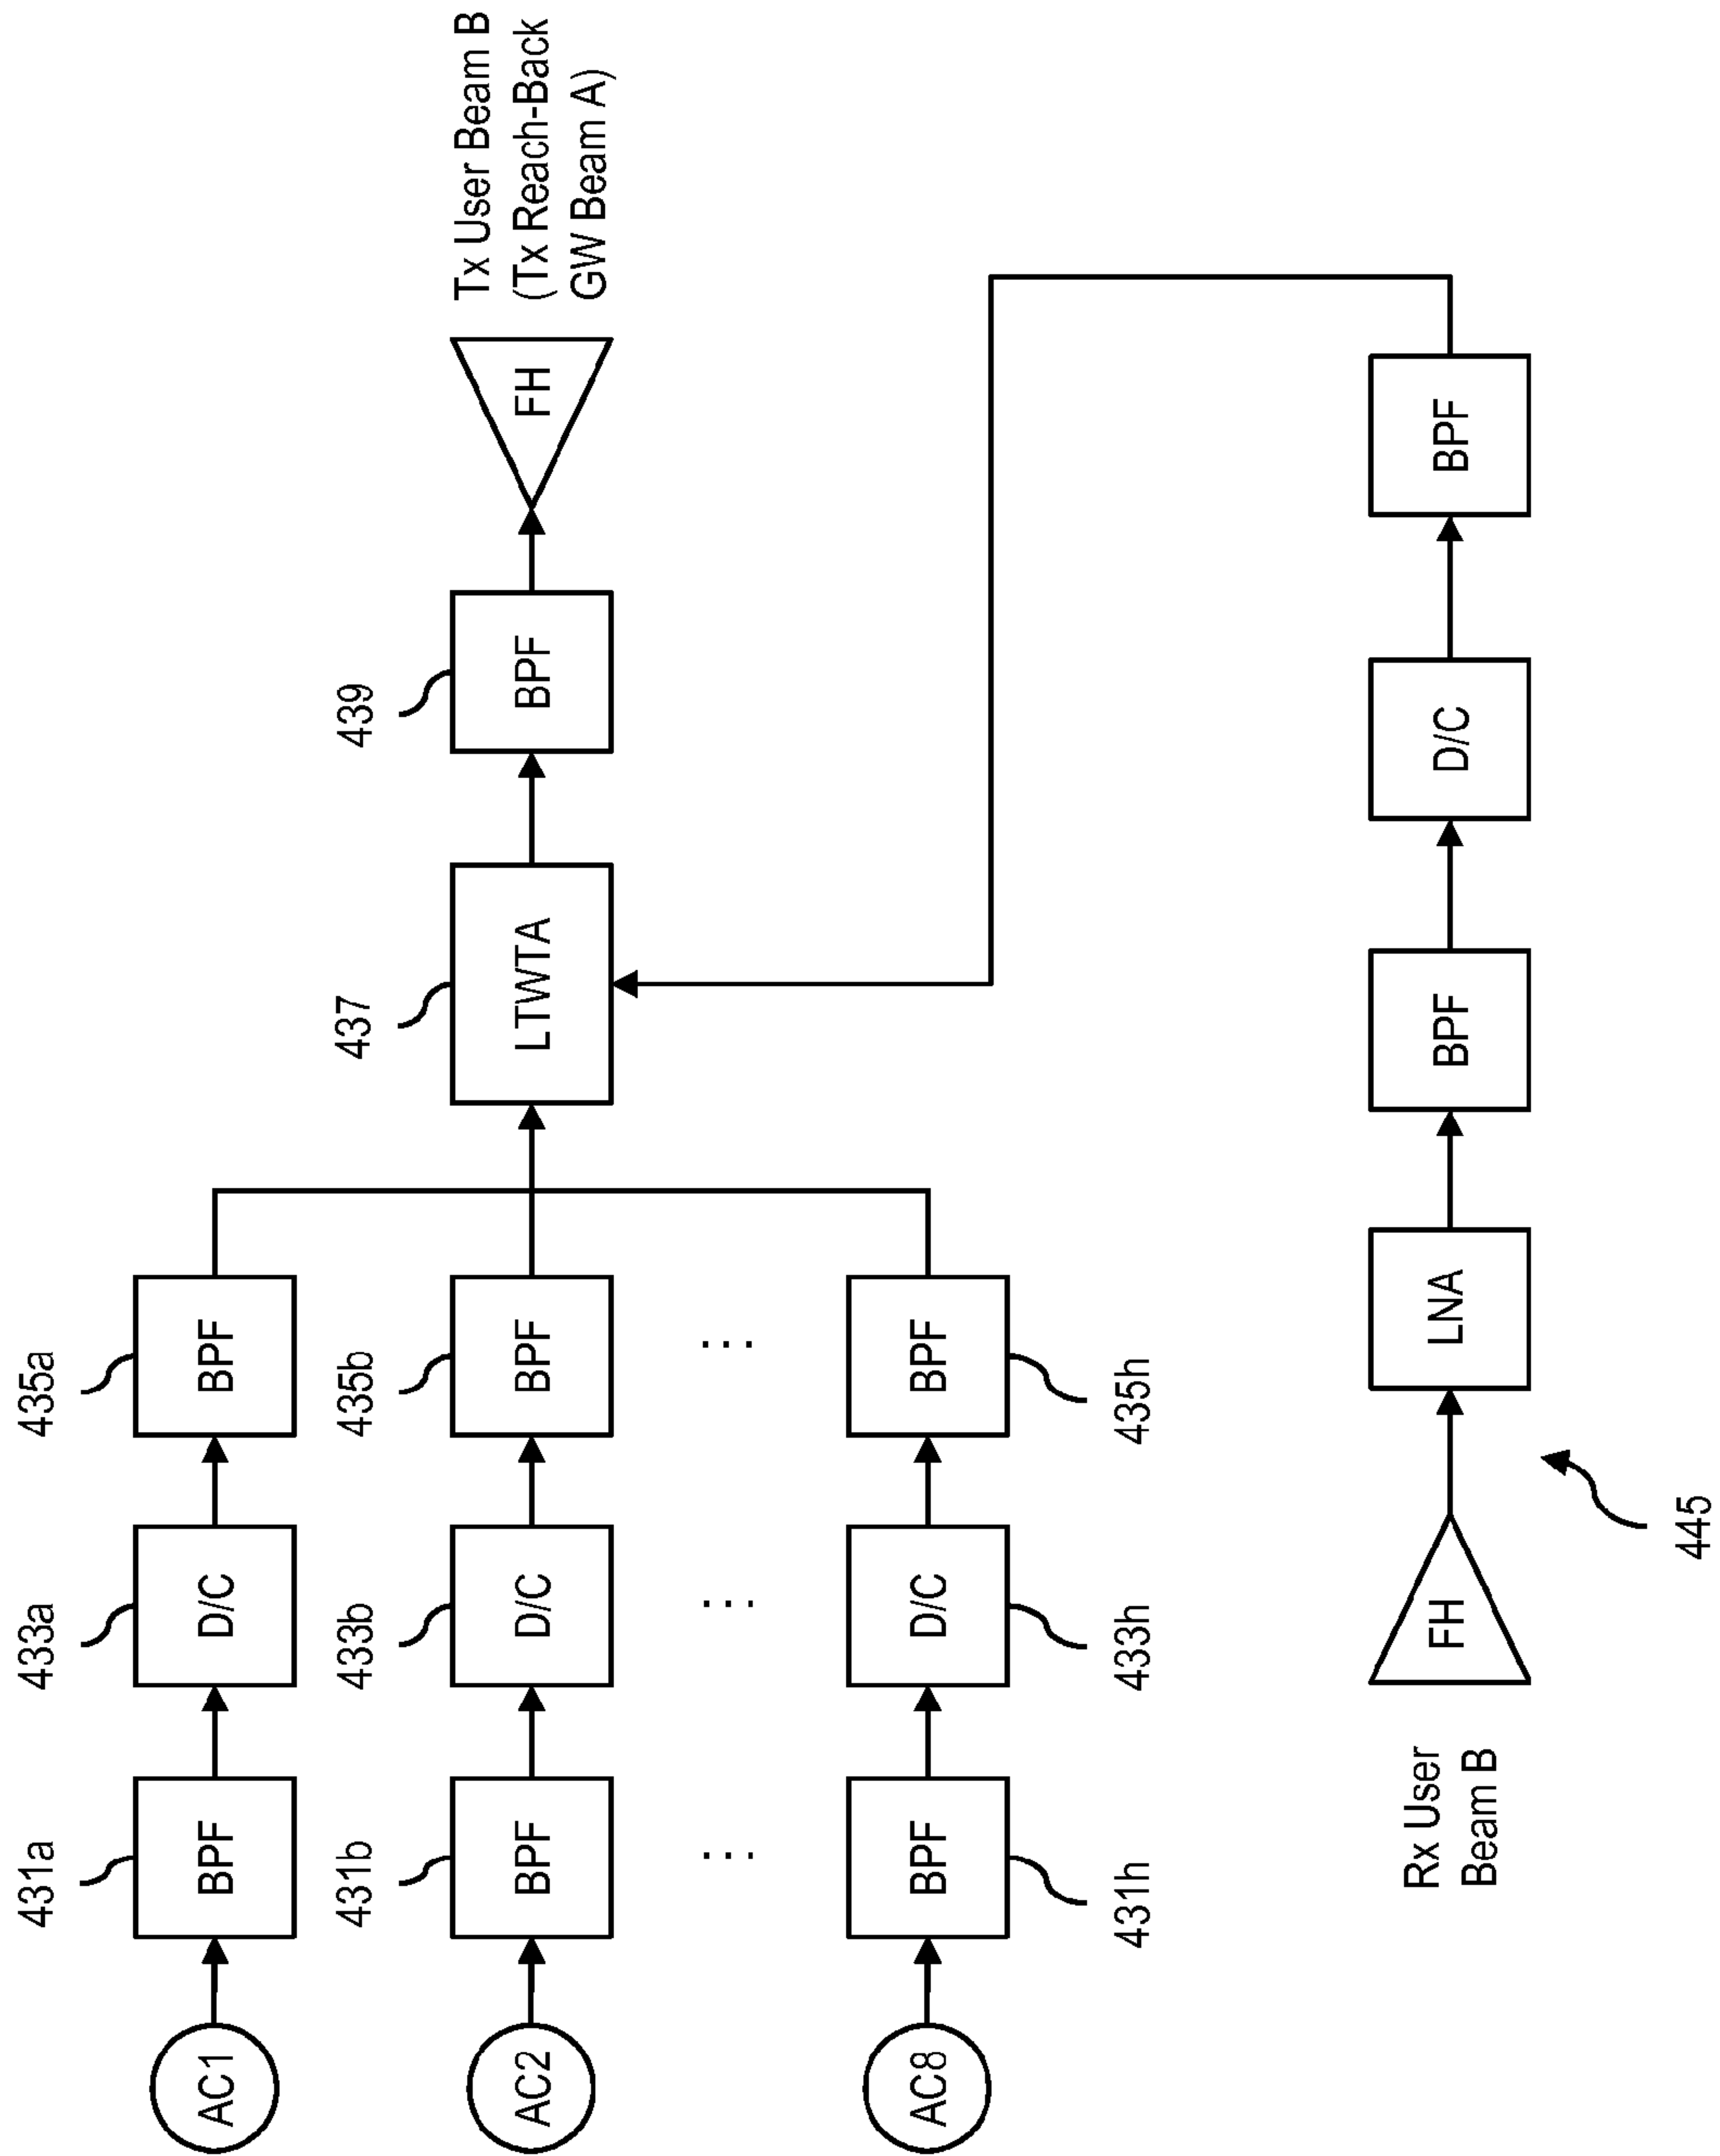 431a
433a
435a
AC1
BPF
D/C
BPF
431b
433b
435b
437
439
AC2
BPF
D/C
BPF
LTWTA
BPF
FH
Tx User Beam B
(Tx Reach-Back
GW Beam A)
...
...
...
AC8
BPF
D/C
BPF
431h
433h
435h
Rx User
Beam B
FH
LNA
BPF
D/C
BPF
445